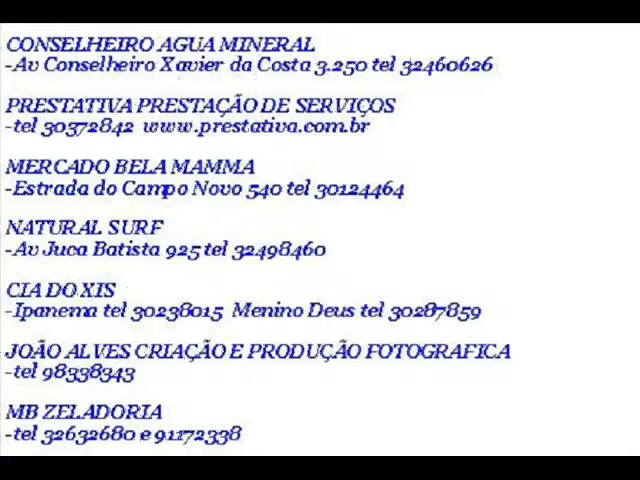 CONSELHEIRO AGUA MINERAL
-Av Conselheiro Xavier da Costa 3.250 tel 32460626
PRESTATIVA PRESTAÇÃO DE SERVIÇOS
-tel 30372842 www.prestativa.com.br
MERCADO BELA MAMMA
-Estrada do Campo Novo 540 tel 30124464
NATURAL SURF
-Av Juca Batista 925 tel 32498460
CIA DO XIS
-Ipanema tel 30238015 Menino Deus tel 30287859
JOÃO ALVES CRIAÇÃO E PRODUÇÃO FOTOGRAFICA
-tel 98338343
MB ZELADORIA
-tel 32632680 e 91172338